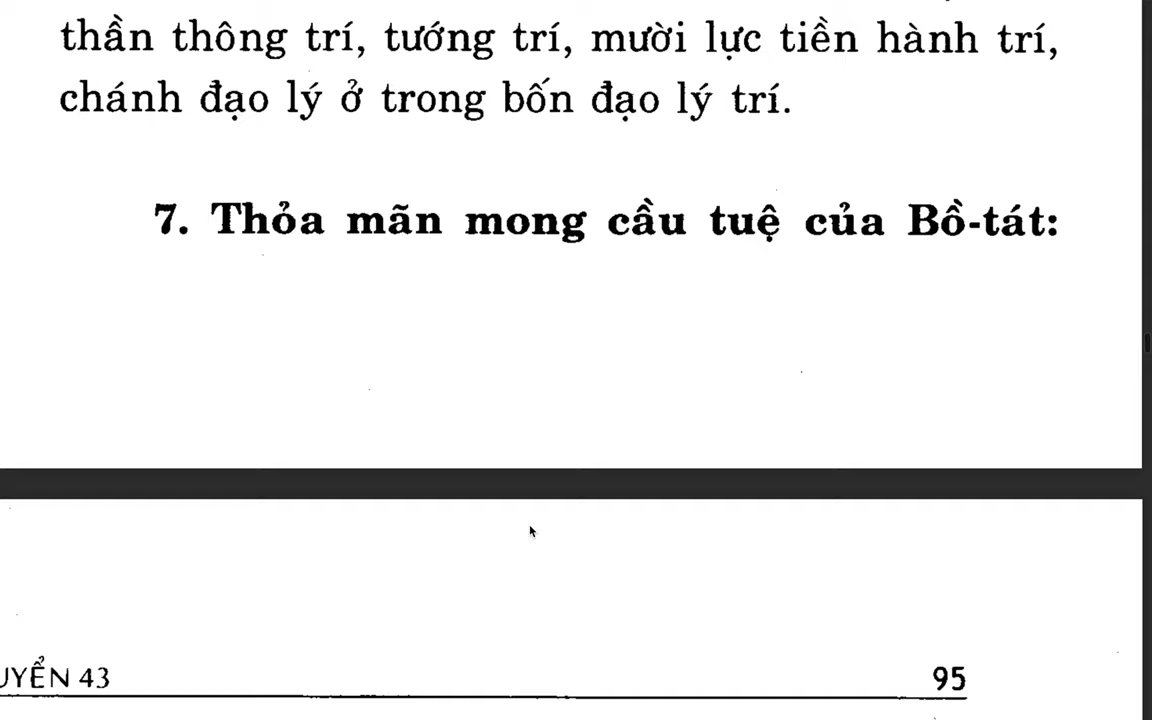 thần thông trí, tướng trí, mười lực tiền hành trí,
chánh đạo lý ở trong bốn đạo lý trí.
7. Thỏa mãn mong cầu tuệ của Bồ-tát:
UYỂN 43 95